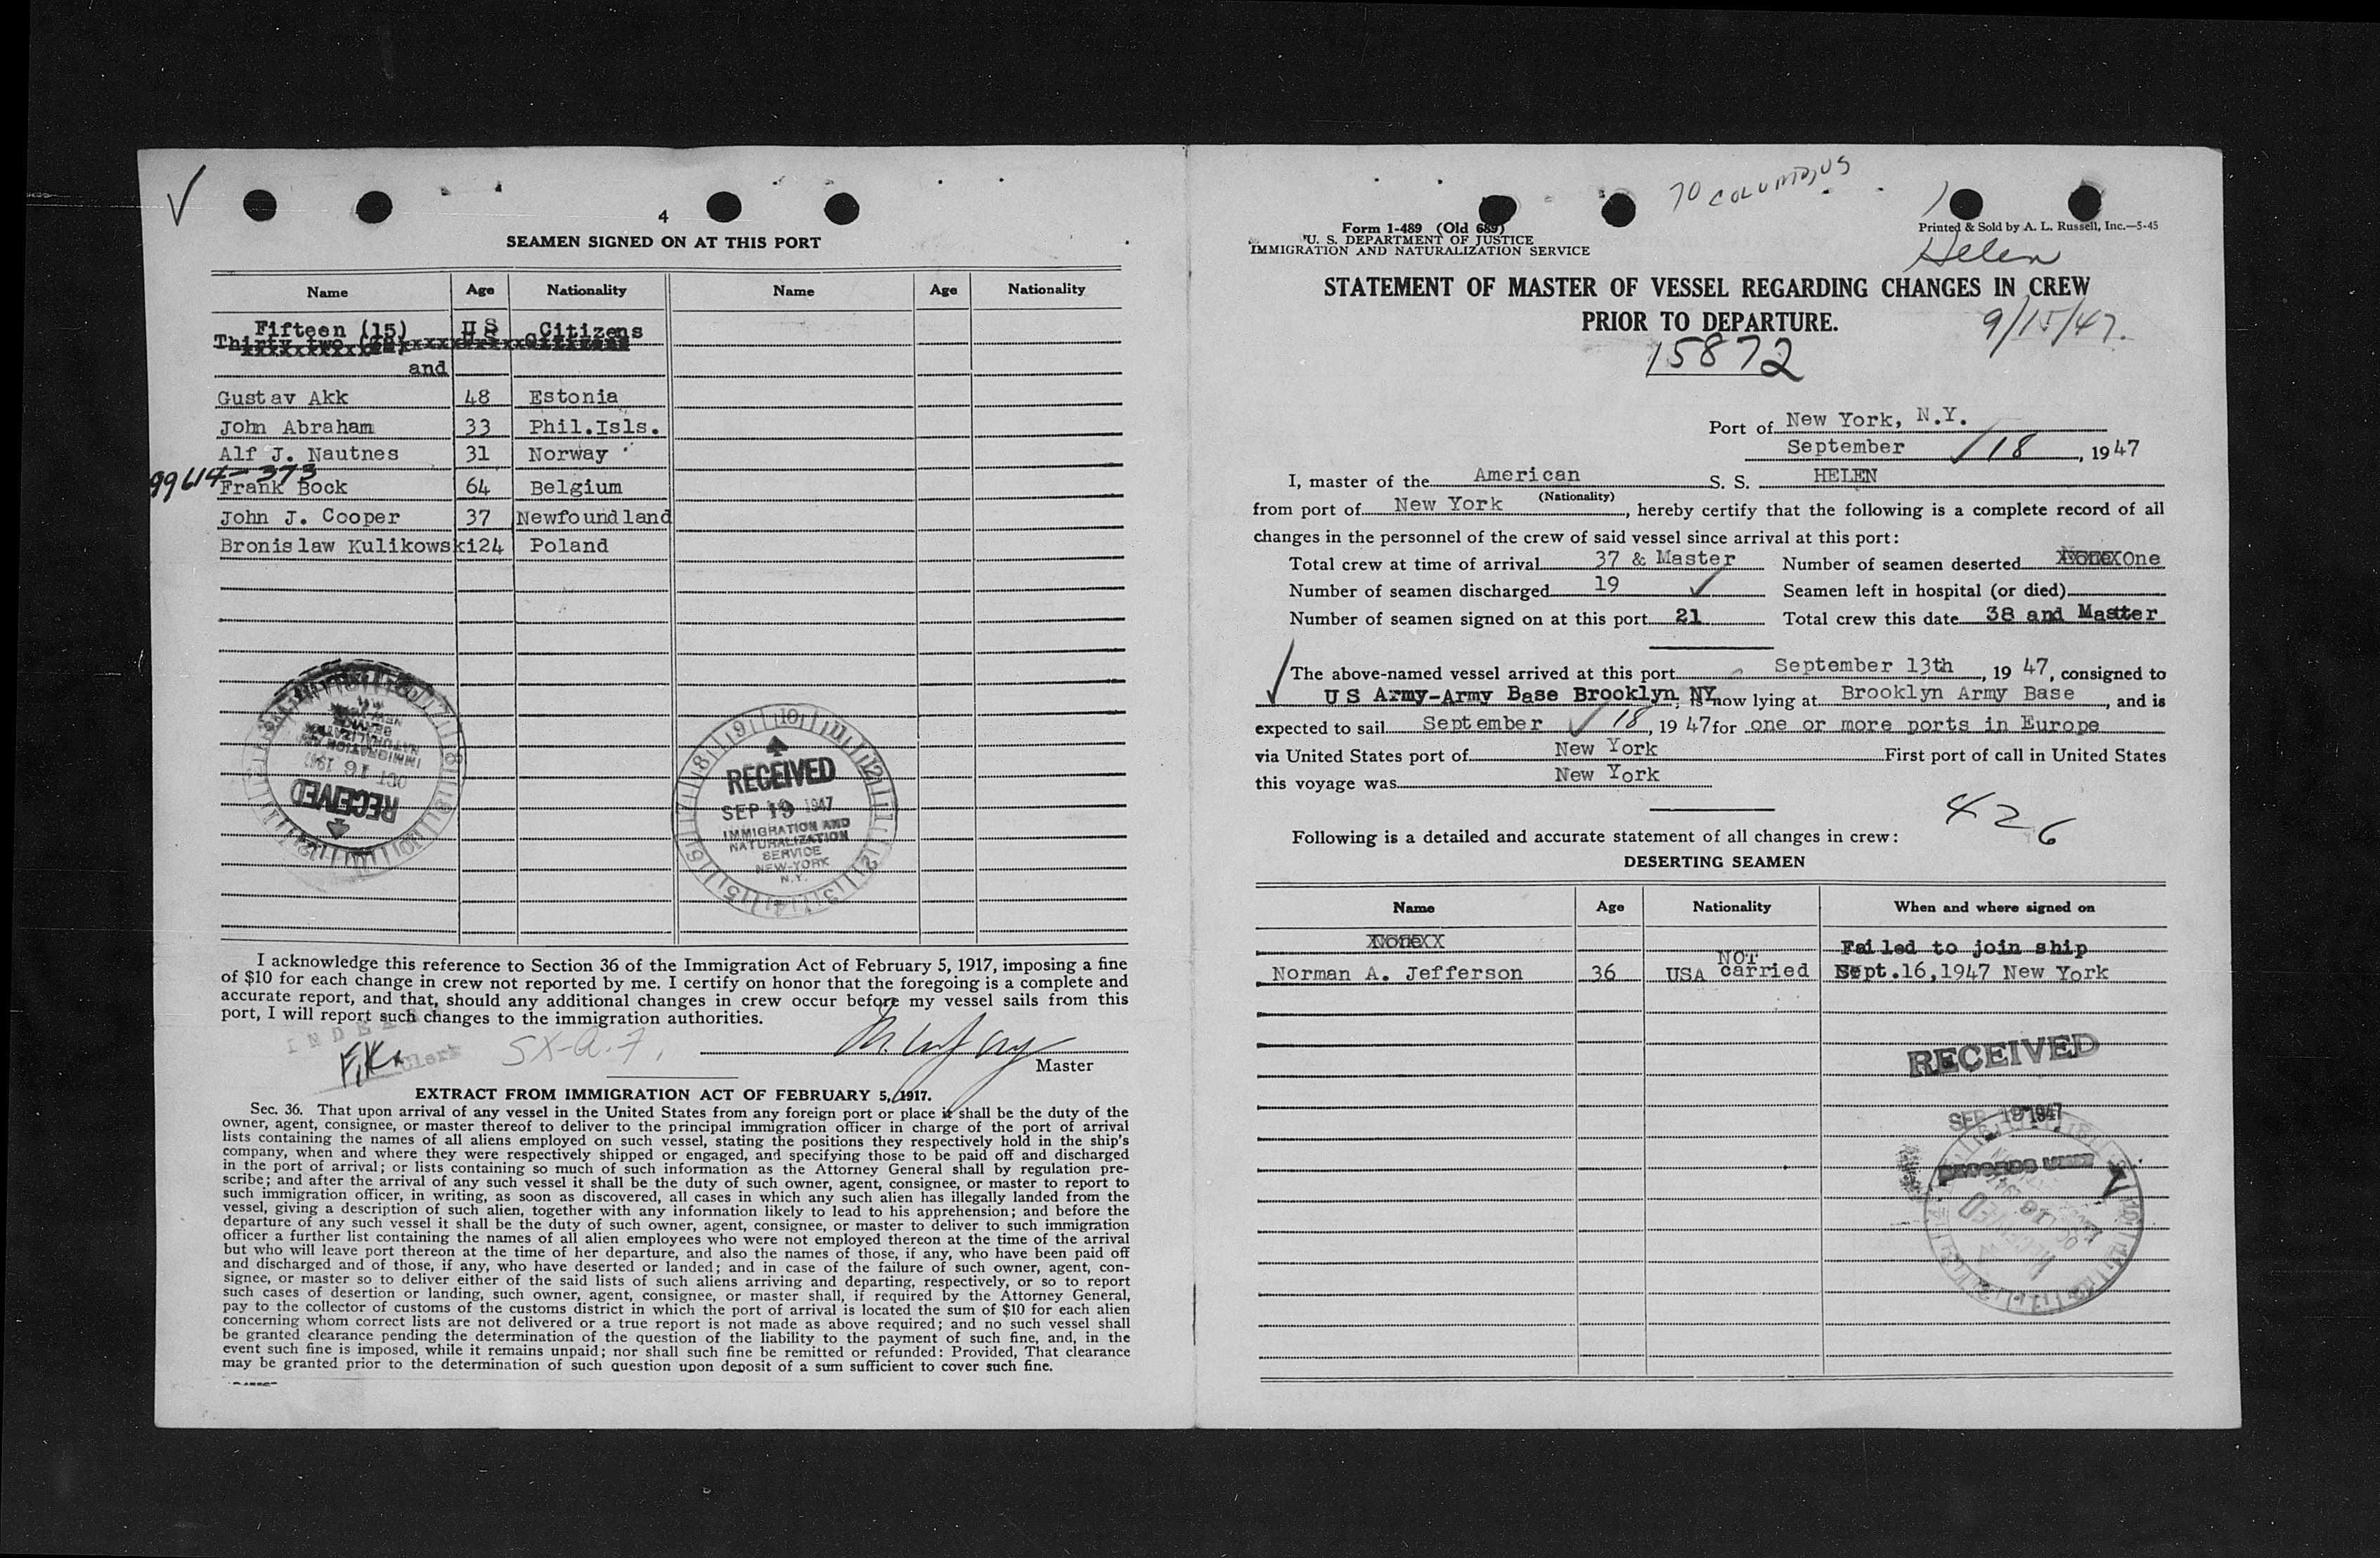 4
SEAMEN SIGNED ON AT THIS PORT
Name Age Nationality Name Age Nationality
Fifteen (15) U S Citizens
and
Gustav Akk 48 Estonia
John Abraham 33 Phil.Isls.
Alf J. Nautnes 31 Norway
99614-373
Frank Bock 64 Belgium
John J. Cooper 37 Newfoundland
Bronislaw Kulikowski 24 Poland
RECEIVED
OCT 16 1947
IMMIGRATION AND
NATURALIZATION
SERVICE
RECEIVED
SEP 19 1947
IMMIGRATION AND
NATURALIZATION
SERVICE
NEW-YORK
N.Y.
I acknowledge this reference to Section 36 of the Immigration Act of February 5, 1917, imposing a fine
of $10 for each change in crew not reported by me. I certify on honor that the foregoing is a complete and
accurate report, and that, should any additional changes in crew occur before my vessel sails from this
port, I will report such changes to the immigration authorities.
F.K. Clerk
SX-a.7.
Master
EXTRACT FROM IMMIGRATION ACT OF FEBRUARY 5, 1917.
Sec. 36. That upon arrival of any vessel in the United States from any foreign port or place it shall be the duty of the
owner, agent, consignee, or master thereof to deliver to the principal immigration officer in charge of the port of arrival
lists containing the names of all aliens employed on such vessel, stating the positions they respectively hold in the ship's
company, when and where they were respectively shipped or engaged, and specifying those to be paid off and discharged
in the port of arrival; or lists containing so much of such information as the Attorney General shall by regulation pre-
scribe; and after the arrival of any such vessel it shall be the duty of such owner, agent, consignee, or master to report to
such immigration officer, in writing, as soon as discovered, all cases in which any such alien has illegally landed from the
vessel, giving a description of such alien, together with any information likely to lead to his apprehension; and before the
departure of any such vessel it shall be the duty of such owner, agent, consignee, or master to deliver to such immigration
officer a further list containing the names of all alien employees who were not employed thereon at the time of the arrival
but who will leave port thereon at the time of her departure, and also the names of those, if any, who have been paid off
and discharged and of those, if any, who have deserted or landed; and in case of the failure of such owner, agent, con-
signee, or master so to deliver either of the said lists of such aliens arriving and departing, respectively, or so to report
such cases of desertion or landing, such owner, agent, consignee, or master shall, if required by the Attorney General,
pay to the collector of customs of the customs district in which the port of arrival is located the sum of $10 for each alien
concerning whom correct lists are not delivered or a true report is not made as above required; and no such vessel shall
be granted clearance pending the determination of the question of the liability to the payment of such fine, and, in the
event such fine is imposed, while it remains unpaid; nor shall such fine be remitted or refunded: Provided, That clearance
may be granted prior to the determination of such question upon deposit of a sum sufficient to cover such fine.
TO COLUMBUS
Form 1-489 (Old 689)
U. S. DEPARTMENT OF JUSTICE
IMMIGRATION AND NATURALIZATION SERVICE
Printed & Sold by A. L. Russell, Inc.—5-45
Helen
STATEMENT OF MASTER OF VESSEL REGARDING CHANGES IN CREW
PRIOR TO DEPARTURE.
9/15/47.
15872
Port of New York, N.Y.
September 18, 1947
I, master of the American S. S. HELEN
(Nationality)
from port of New York, hereby certify that the following is a complete record of all
changes in the personnel of the crew of said vessel since arrival at this port:
Total crew at time of arrival 37 & Master Number of seamen deserted One
Number of seamen discharged 19 Seamen left in hospital (or died)
Number of seamen signed on at this port 21 Total crew this date 38 and Master
The above-named vessel arrived at this port September 13th, 1947, consigned to
U S Army-Army Base Brooklyn, NY, is now lying at Brooklyn Army Base, and is
expected to sail September 18, 1947 for one or more ports in Europe
via United States port of New York First port of call in United States
this voyage was New York
426
Following is a detailed and accurate statement of all changes in crew:
DESERTING SEAMEN
Name Age Nationality When and where signed on
None
Failed to join ship
NOT
Norman A. Jefferson 36 USA carried Sept.16,1947 New York
RECEIVED
SEP 19 1947
RECORDS UNIT